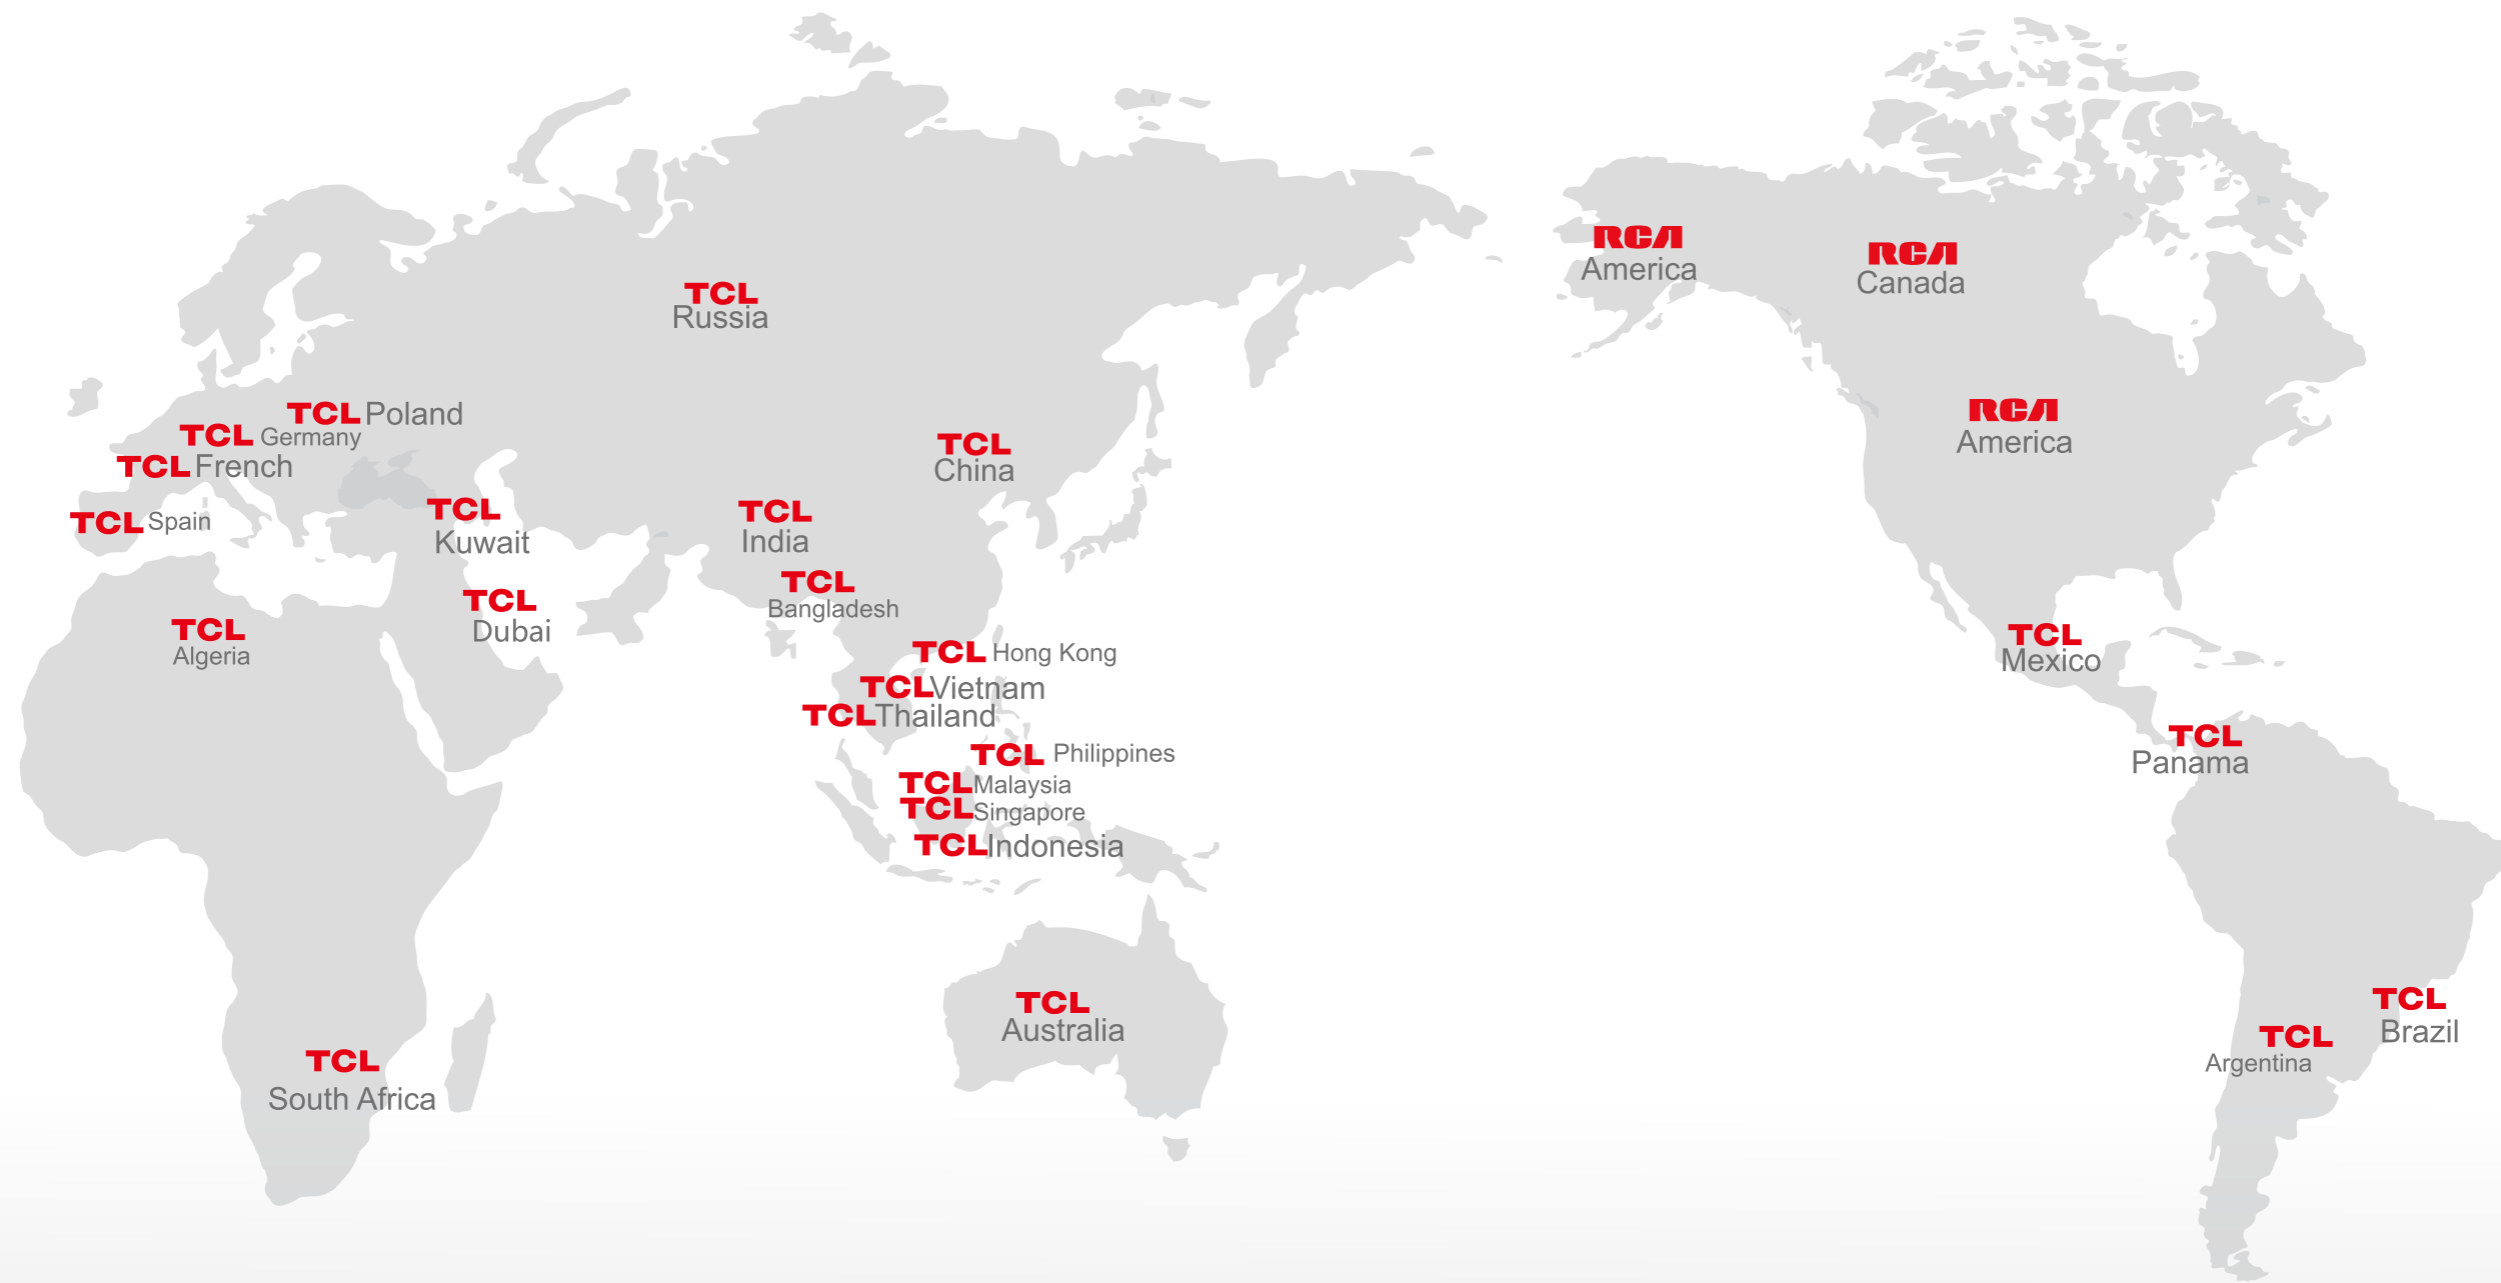 RCA
America
RCA
Canada
TCL
Russia
TCL Poland
TCL Germany
TCL French
RCA
America
TCL
China
TCL Spain
TCL
Kuwait
TCL
India
TCL
Bangladesh
TCL
Dubai
TCL
Algeria
TCL Hong Kong
TCL
Mexico
TCL Vietnam
TCL Thailand
TCL
Panama
TCL Philippines
TCL Malaysia
TCL Singapore
TCL Indonesia
TCL
Australia
TCL
Brazil
TCL
Argentina
TCL
South Africa